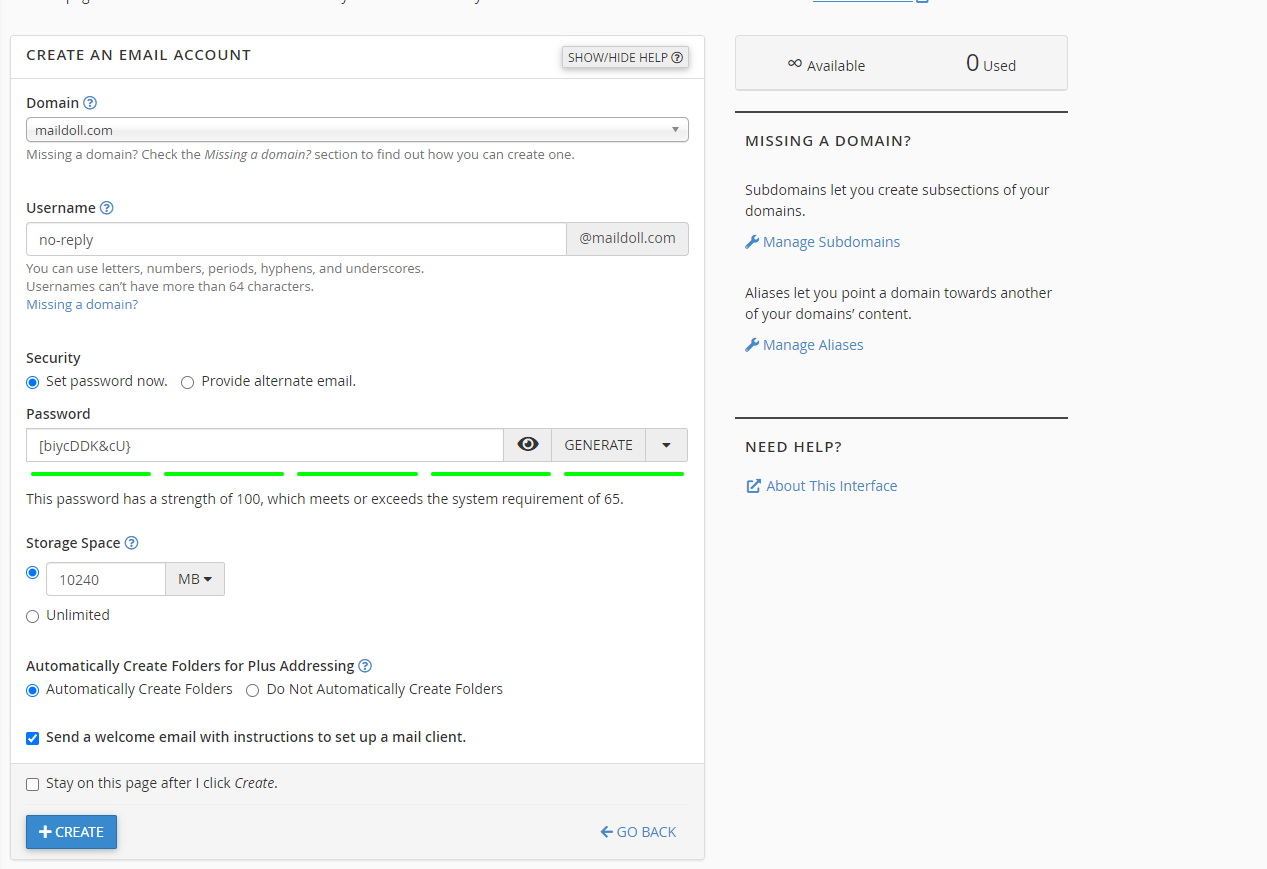 CREATE AN EMAIL ACCOUNT
SHOW/HIDE HELP
Domain
maildoll.com
Missing a domain? Check the Missing a domain? section to find out how you can create one.
Username
no-reply
@maildoll.com
You can use letters, numbers, periods, hyphens, and underscores.
Usernames can't have more than 64 characters.
Missing a domain?
Security
Set password now.
Provide alternate email.
Password
[biycDDK&cU}
GENERATE
This password has a strength of 100, which meets or exceeds the system requirement of 65.
Storage Space
10240
MB
Unlimited
Automatically Create Folders for Plus Addressing
Automatically Create Folders
Do Not Automatically Create Folders
Send a welcome email with instructions to set up a mail client.
Stay on this page after I click Create.
CREATE
GO BACK
∞ Available
0 Used
MISSING A DOMAIN?
Subdomains let you create subsections of your
domains.
Manage Subdomains
Aliases let you point a domain towards another
of your domains’ content.
Manage Aliases
NEED HELP?
About This Interface